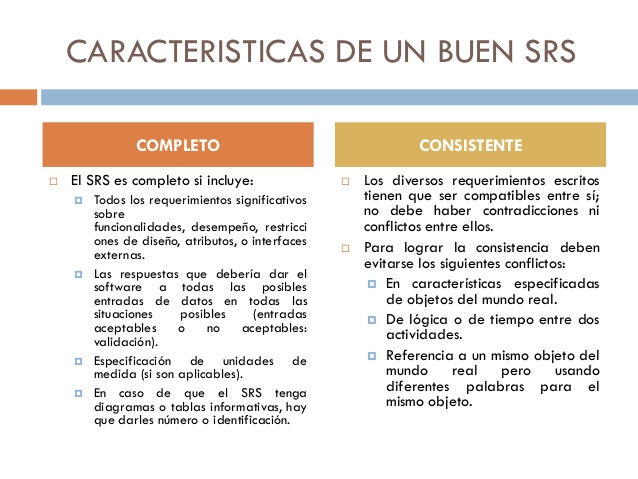 CARACTERISTICAS DE UN BUEN SRS
COMPLETO
El SRS es completo si incluye:
Todos los requerimientos significativos
sobre
funcionalidades, desempeño, restricci
ones de diseño, atributos, o interfaces
externas.
Las respuestas que debería dar el
software a todas las posibles
entradas de datos en todas las
situaciones posibles (entradas
aceptables o no aceptables:
validación).
Especificación de unidades de
medida (si son aplicables).
En caso de que el SRS tenga
diagramas o tablas informativas, hay
que darles número o identificación.
CONSISTENTE
Los diversos requerimientos escritos
tienen que ser compatibles entre sí;
no debe haber contradicciones ni
conflictos entre ellos.
Para lograr la consistencia deben
evitarse los siguientes conflictos:
En características especificadas
de objetos del mundo real.
De lógica o de tiempo entre dos
actividades.
Referencia a un mismo objeto del
mundo real pero usando
diferentes palabras para el
mismo objeto.